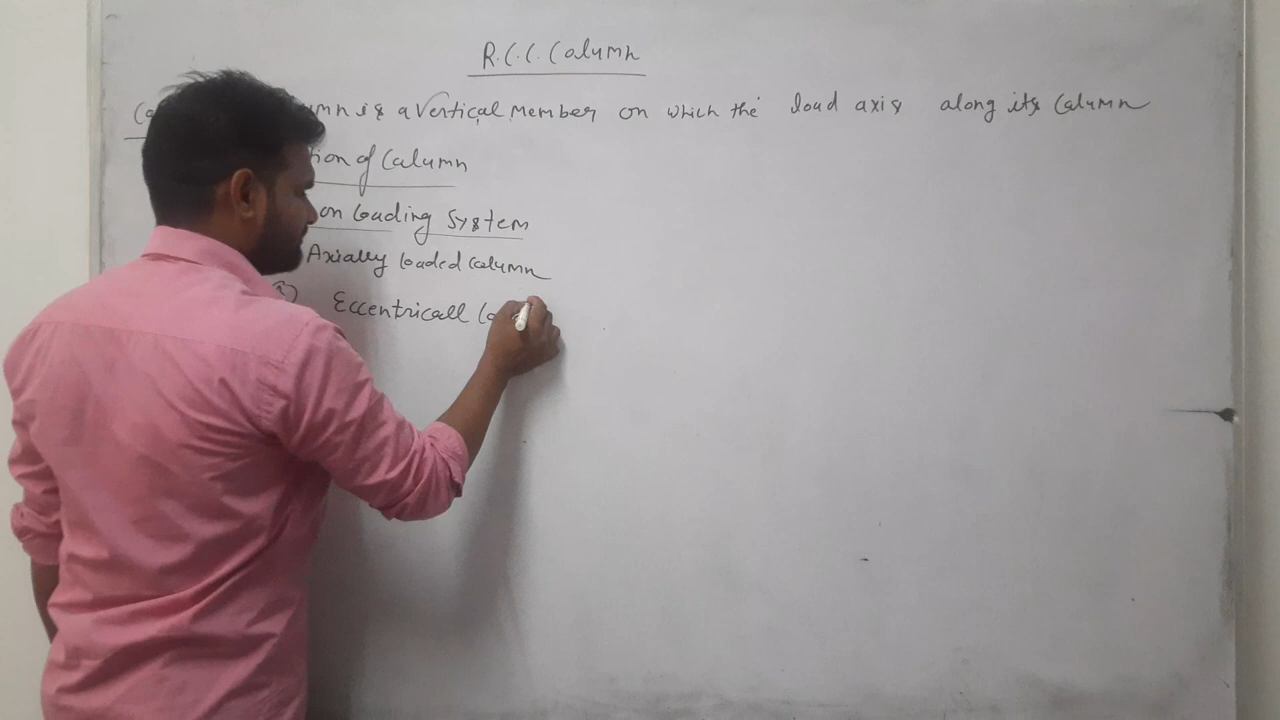 R.C.C. Column
umn is a Vertical Member on which the load axis along its Column
tion of Column
on loading System
Axially loaded column
Eccentricall